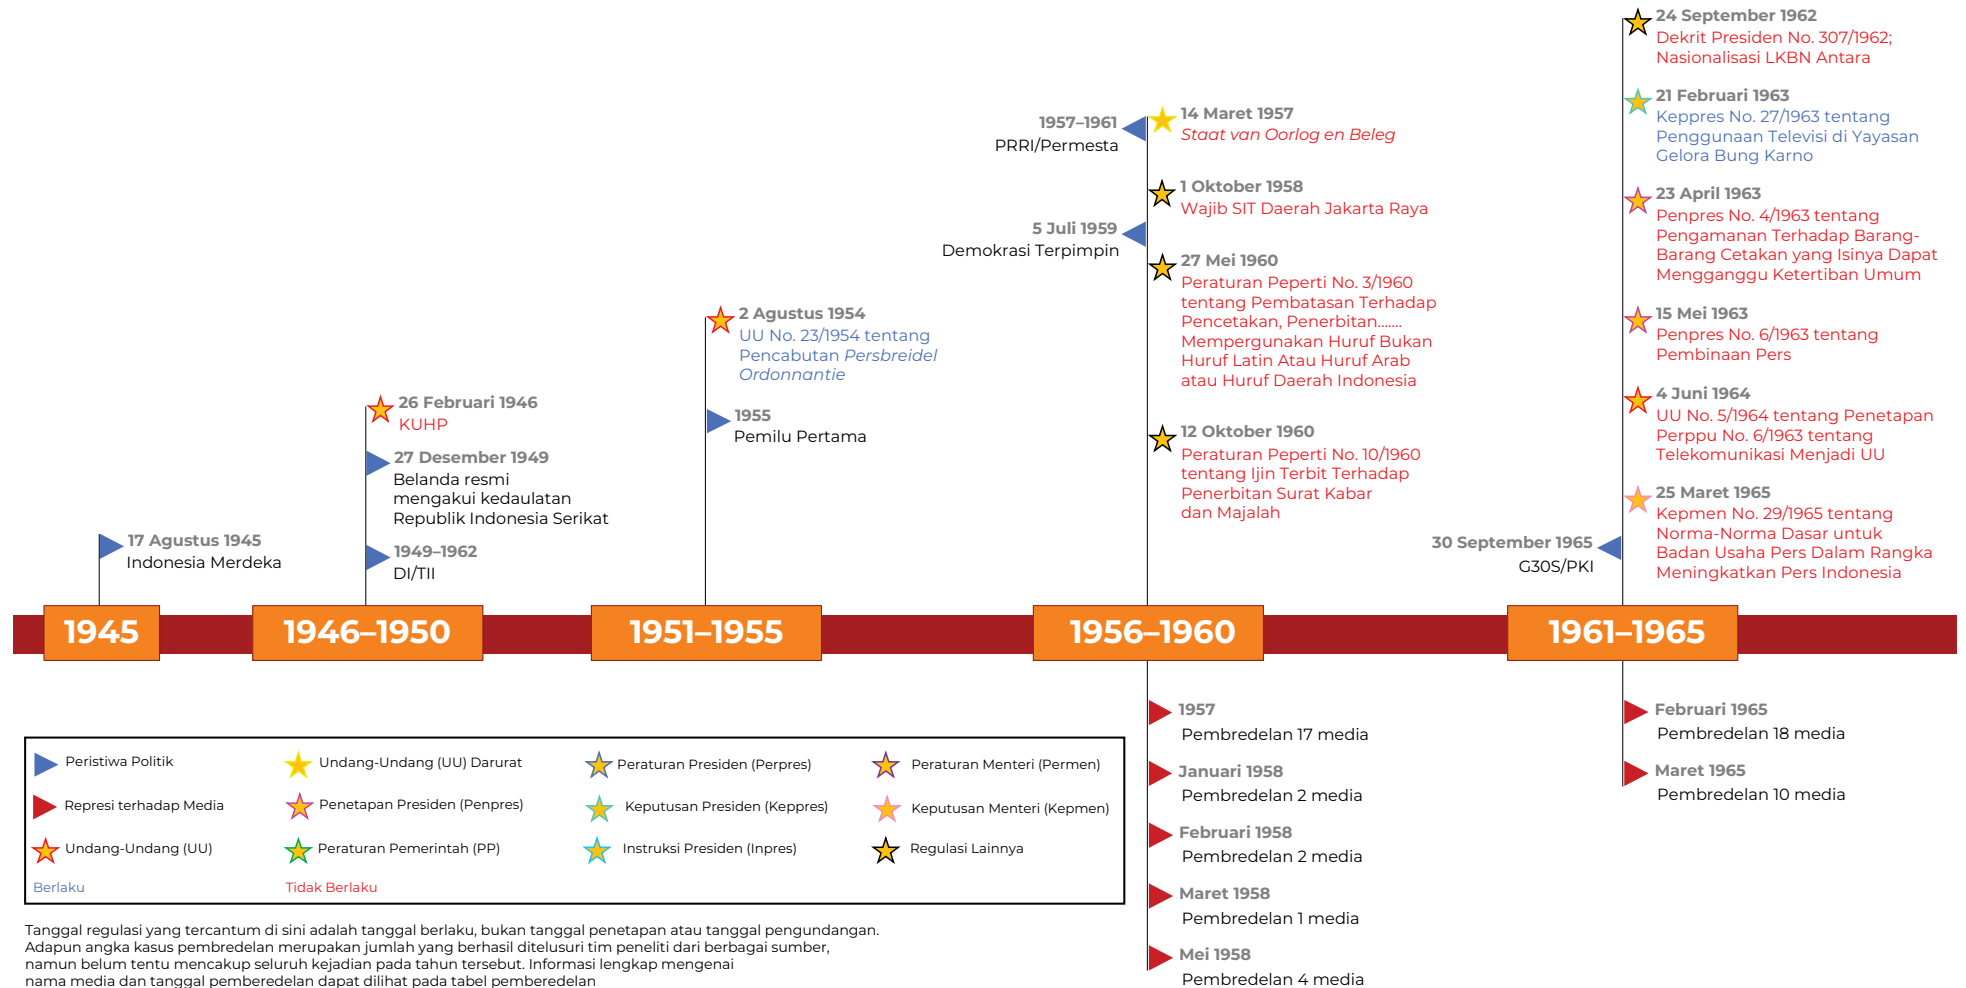 17 Agustus 1945
Indonesia Merdeka
26 Februari 1946
KUHP
27 Desember 1949
Belanda resmi
mengakui kedaulatan
Republik Indonesia Serikat
1949–1962
DI/TII
2 Agustus 1954
UU No. 23/1954 tentang
Pencabutan Persbreidel
Ordonnantie
1955
Pemilu Pertama
1957–1961
PRRI/Permesta
5 Juli 1959
Demokrasi Terpimpin
14 Maret 1957
Staat van Oorlog en Beleg
1 Oktober 1958
Wajib SIT Daerah Jakarta Raya
27 Mei 1960
Peraturan Peperti No. 3/1960
tentang Pembatasan Terhadap
Pencetakan, Penerbitan.......
Mempergunakan Huruf Bukan
Huruf Latin Atau Huruf Arab
atau Huruf Daerah Indonesia
12 Oktober 1960
Peraturan Peperti No. 10/1960
tentang Ijin Terbit Terhadap
Penerbitan Surat Kabar
dan Majalah
30 September 1965
G30S/PKI
24 September 1962
Dekrit Presiden No. 307/1962;
Nasionalisasi LKBN Antara
21 Februari 1963
Keppres No. 27/1963 tentang
Penggunaan Televisi di Yayasan
Gelora Bung Karno
23 April 1963
Penpres No. 4/1963 tentang
Pengamanan Terhadap Barang-
Barang Cetakan yang Isinya Dapat
Mengganggu Ketertiban Umum
15 Mei 1963
Penpres No. 6/1963 tentang
Pembinaan Pers
4 Juni 1964
UU No. 5/1964 tentang Penetapan
Perppu No. 6/1963 tentang
Telekomunikasi Menjadi UU
25 Maret 1965
Kepmen No. 29/1965 tentang
Norma-Norma Dasar untuk
Badan Usaha Pers Dalam Rangka
Meningkatkan Pers Indonesia
1945
1946–1950
1951–1955
1956–1960
1961–1965
1957
Pembredelan 17 media
Januari 1958
Pembredelan 2 media
Februari 1958
Pembredelan 2 media
Maret 1958
Pembredelan 1 media
Mei 1958
Pembredelan 4 media
Februari 1965
Pembredelan 18 media
Maret 1965
Pembredelan 10 media
Peristiwa Politik
Represi terhadap Media
Undang-Undang (UU)
Berlaku
Undang-Undang (UU) Darurat
Penetapan Presiden (Penpres)
Peraturan Pemerintah (PP)
Tidak Berlaku
Peraturan Presiden (Perpres)
Keputusan Presiden (Keppres)
Instruksi Presiden (Inpres)
Peraturan Menteri (Permen)
Keputusan Menteri (Kepmen)
Regulasi Lainnya
Tanggal regulasi yang tercantum di sini adalah tanggal berlaku, bukan tanggal penetapan atau tanggal pengundangan.
Adapun angka kasus pembredelan merupakan jumlah yang berhasil ditelusuri tim peneliti dari berbagai sumber,
namun belum tentu mencakup seluruh kejadian pada tahun tersebut. Informasi lengkap mengenai
nama media dan tanggal pemberedelan dapat dilihat pada tabel pemberedelan